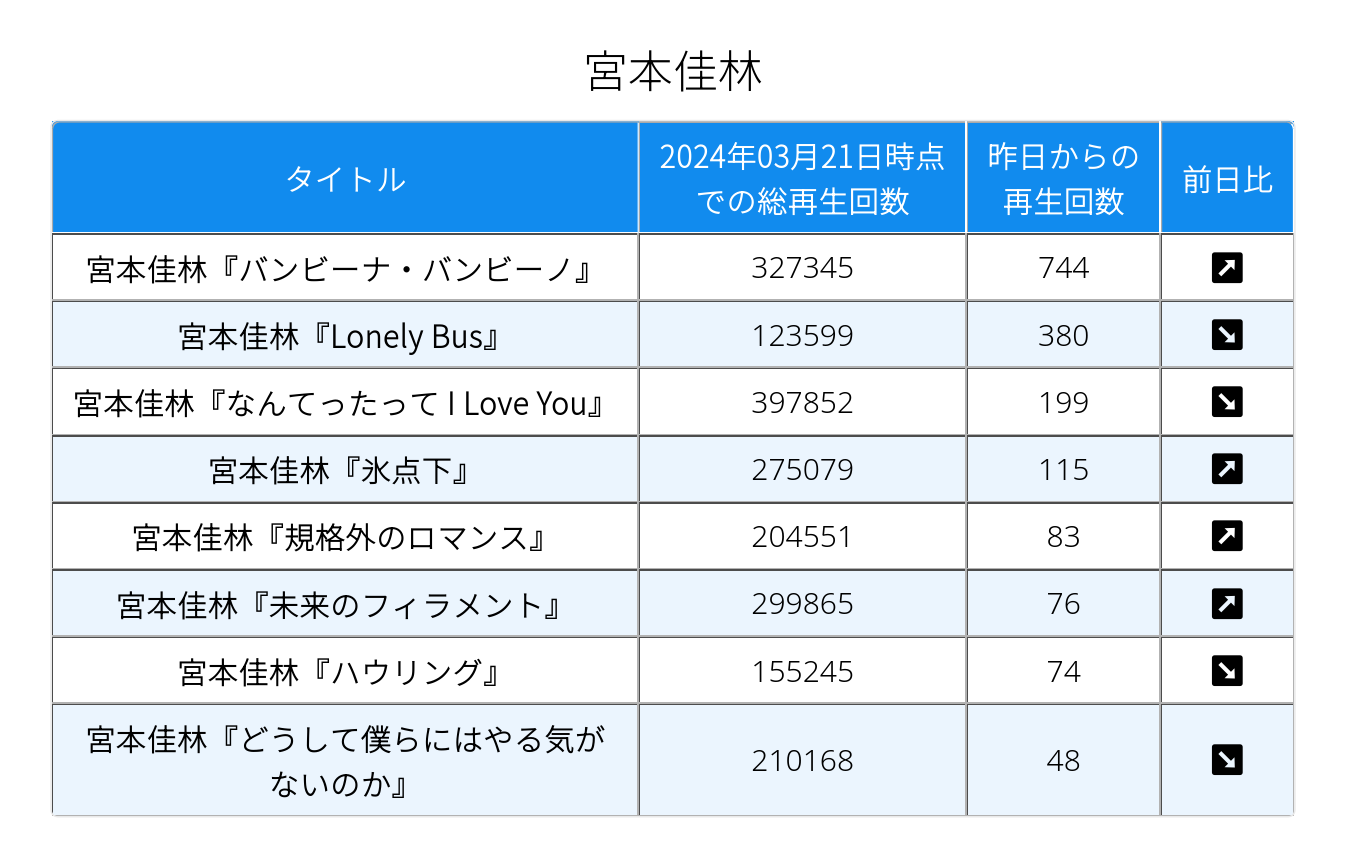 宮本佳林
タイトル
2024年03月21日時点
での総再生回数
昨日からの
再生回数
前日比
宮本佳林『バンビーナ・バンビーノ』
327345
744
宮本佳林『Lonely Bus』
123599
380
宮本佳林『なんてったって I Love You』
397852
199
宮本佳林『氷点下』
275079
115
宮本佳林『規格外のロマンス』
204551
83
宮本佳林『未来のフィラメント』
299865
76
宮本佳林『ハウリング』
155245
74
宮本佳林『どうして僕らにはやる気が
ないのか』
210168
48